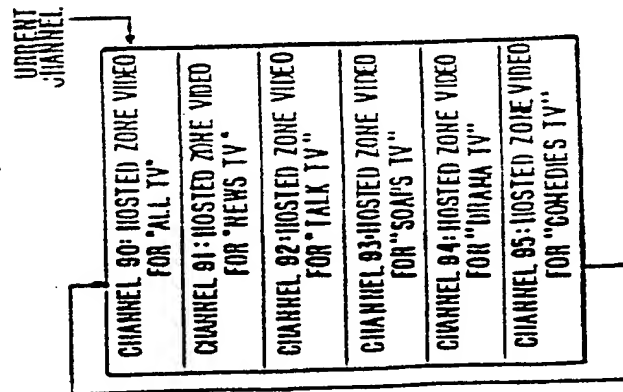 URRENT
CHANNEL
CHANNEL 90: HOSTED ZONE VIDEO
FOR "ALL TV"
CHANNEL 91: HOSTED ZONE VIDEO
FOR "NEWS TV"
CHANNEL 92: HOSTED ZONE VIDEO
FOR "TALK TV"
CHANNEL 93: HOSTED ZONE VIDEO
FOR "SOAPS TV"
CHANNEL 94: HOSTED ZONE VIDEO
FOR "DRAMA TV"
CHANNEL 95: HOSTED ZONE VIDEO
FOR "COMEDIES TV"